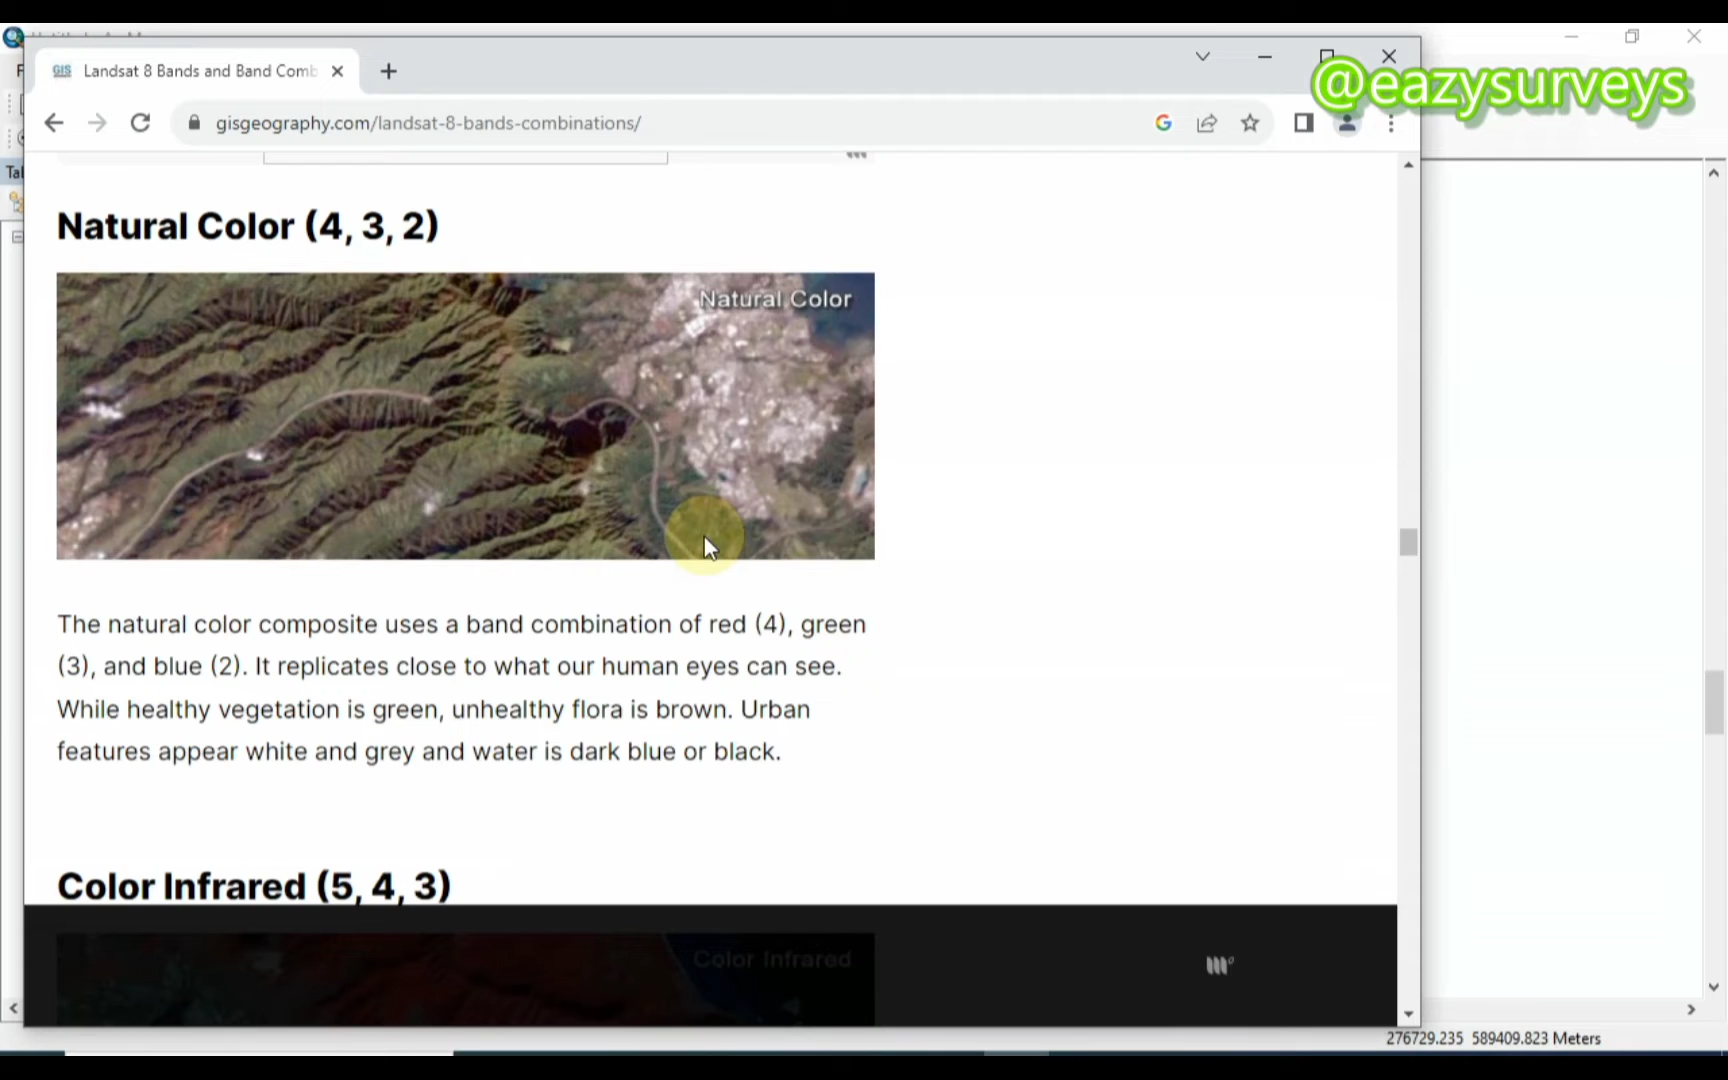 @eazysurveys
GIS Landsat 8 Bands and Band Comb
gisgeography.com/landsat-8-bands-combinations/
Tal
Natural Color (4, 3, 2)
Natural Color
The natural color composite uses a band combination of red (4), green
(3), and blue (2). It replicates close to what our human eyes can see.
While healthy vegetation is green, unhealthy flora is brown. Urban
features appear white and grey and water is dark blue or black.
Color Infrared (5, 4, 3)
Color Infrared
276729.235 589409.823 Meters